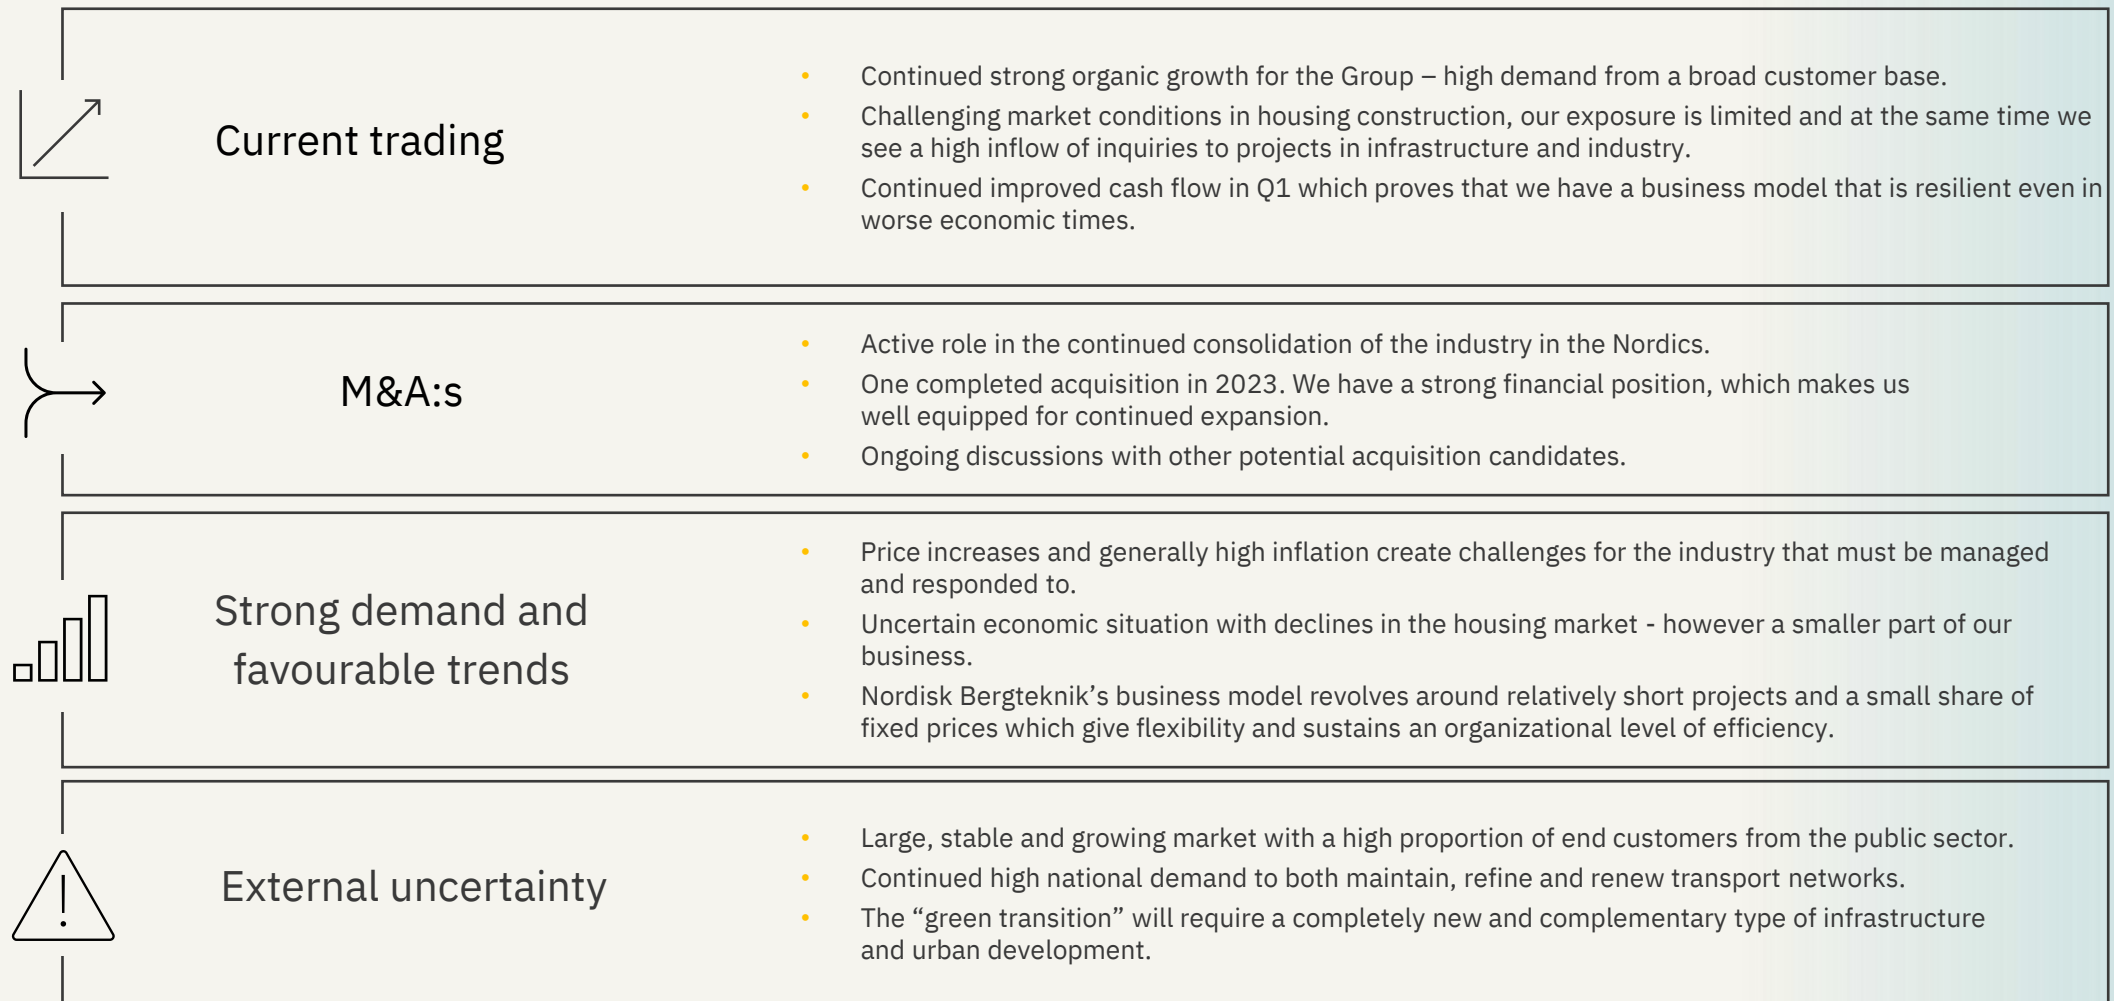 Current trading
• Continued strong organic growth for the Group – high demand from a broad customer base.
• Challenging market conditions in housing construction, our exposure is limited and at the same time we
see a high inflow of inquiries to projects in infrastructure and industry.
• Continued improved cash flow in Q1 which proves that we have a business model that is resilient even in
worse economic times.
M&A:s
• Active role in the continued consolidation of the industry in the Nordics.
• One completed acquisition in 2023. We have a strong financial position, which makes us
well equipped for continued expansion.
• Ongoing discussions with other potential acquisition candidates.
Strong demand and
favourable trends
• Price increases and generally high inflation create challenges for the industry that must be managed
and responded to.
• Uncertain economic situation with declines in the housing market - however a smaller part of our
business.
• Nordisk Bergteknik’s business model revolves around relatively short projects and a small share of
fixed prices which give flexibility and sustains an organizational level of efficiency.
External uncertainty
• Large, stable and growing market with a high proportion of end customers from the public sector.
• Continued high national demand to both maintain, refine and renew transport networks.
• The “green transition” will require a completely new and complementary type of infrastructure
and urban development.